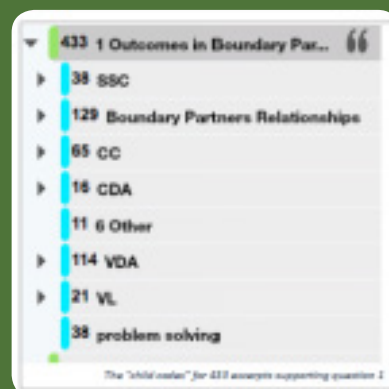 433 1 Outcomes in Boundary Par...
38 SSC
129 Boundary Partners Relationships
65 CC
16 CDA
11 6 Other
114 VDA
21 VL
38 problem solving
The "child codes" for 433 excerpts supporting question 1